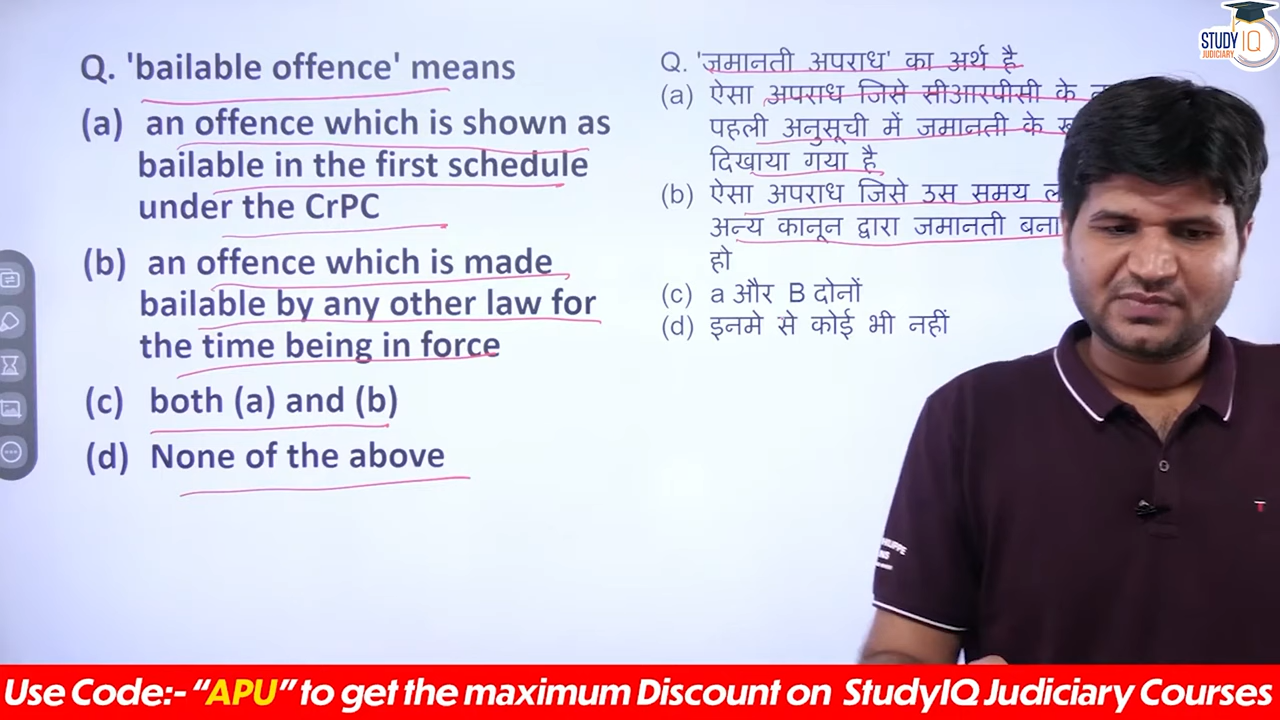 Q. 'bailable offence' means
(a) an offence which is shown as
bailable in the first schedule
under the CrPC
(b) an offence which is made
bailable by any other law for
the time being in force
(c) both (a) and (b)
(d) None of the above
Q. 'ज़मानती अपराध' का अर्थ है
(a) ऐसा अपराध जिसे सीआरपीसी के
पहली अनुसूची में जमानती के
दिखाया गया है
(b) ऐसा अपराध जिसे उस समय
अन्य कानून द्वारा जमानती बना
हो
(c) a और B दोनों
(d) इनमे से कोई भी नहीं
STUDY IQ
JUDICIARY
Use Code:- “APU” to get the maximum Discount on StudyIQ Judiciary Courses